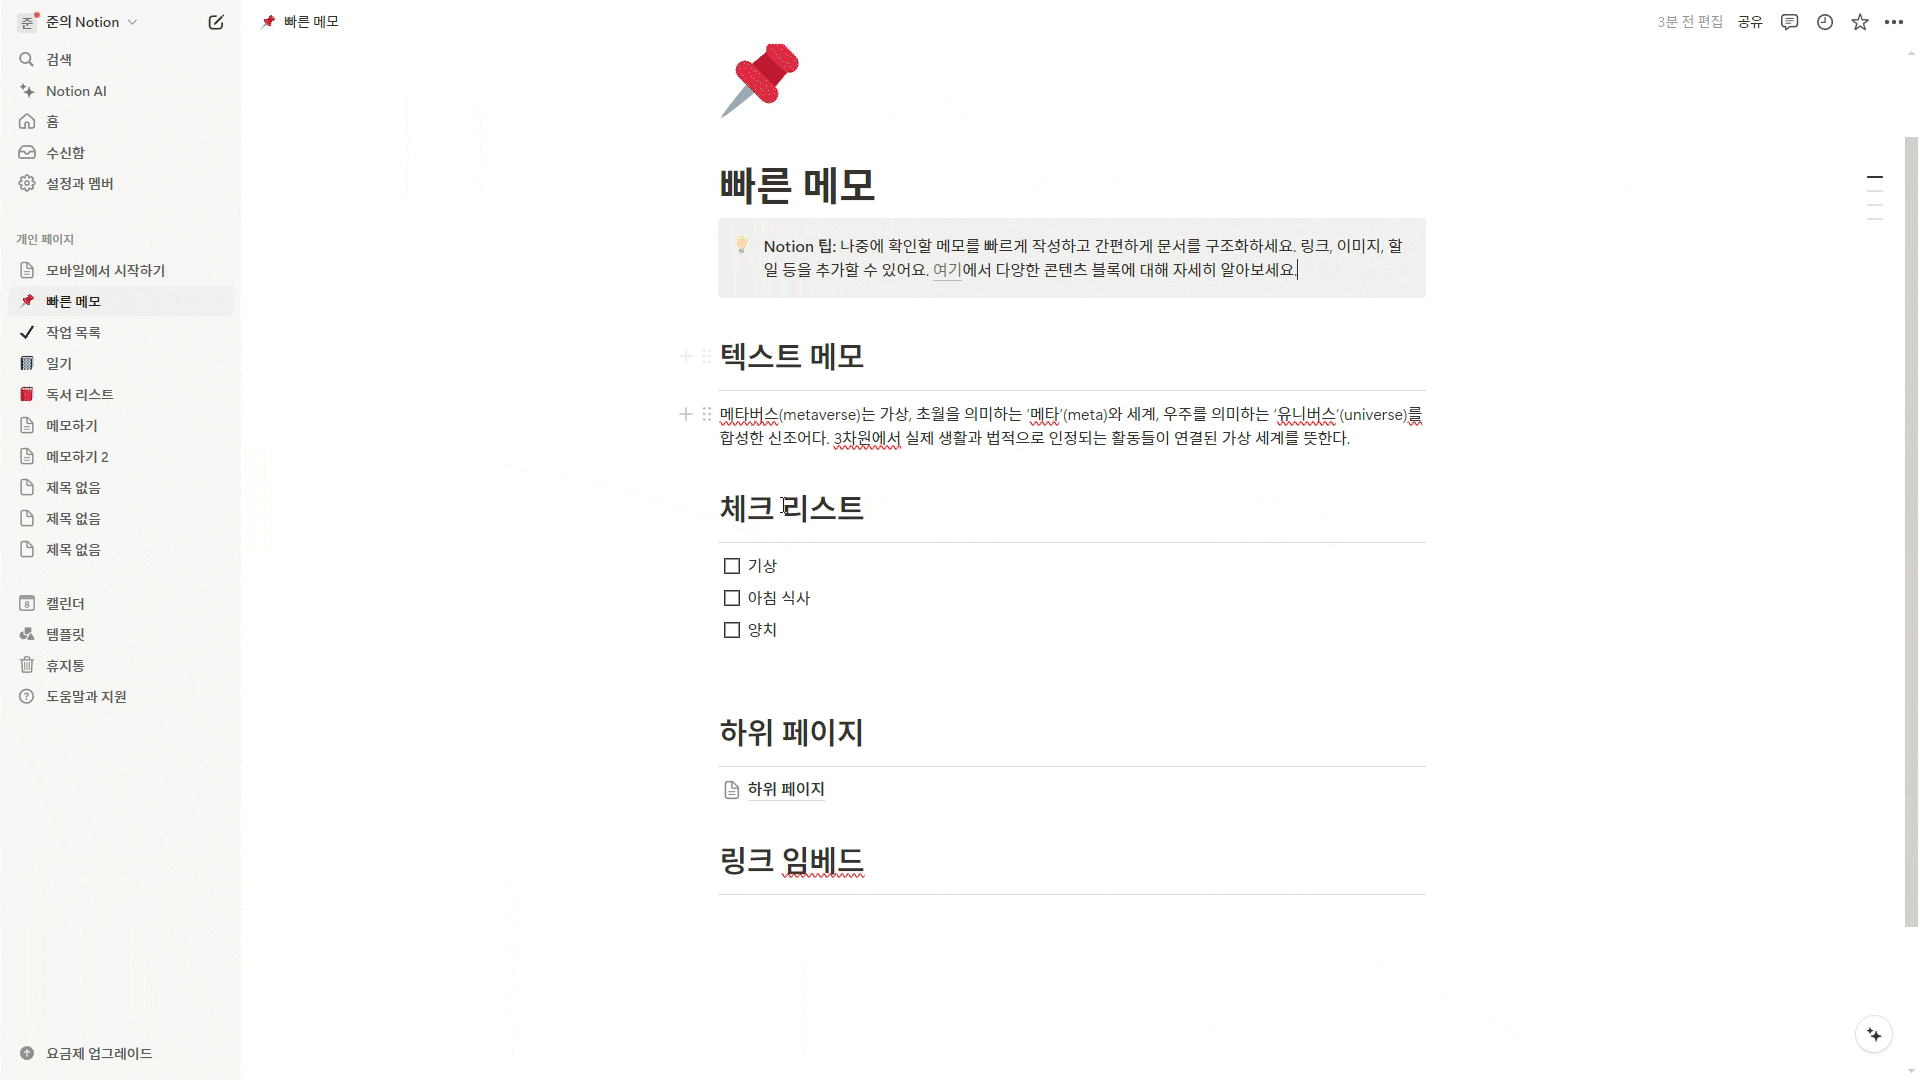 준 준의 Notion
검색
Notion AI
홈
수신함
설정과 멤버
개인 페이지
모바일에서 시작하기
빠른 메모
작업 목록
일기
독서 리스트
메모하기
메모하기 2
제목 없음
제목 없음
제목 없음
8 캘린더
템플릿
휴지통
도움말과 지원
요금제 업그레이드
빠른 메모
3분 전 편집 공유
빠른 메모
Notion 팁: 나중에 확인할 메모를 빠르게 작성하고 간편하게 문서를 구조화하세요. 링크, 이미지, 할
일 등을 추가할 수 있어요. 여기에서 다양한 콘텐츠 블록에 대해 자세히 알아보세요.
텍스트 메모
메타버스(metaverse)는 가상, 초월을 의미하는 ‘메타’(meta)와 세계, 우주를 의미하는 ‘유니버스’(universe)를
합성한 신조어다. 3차원에서 실제 생활과 법적으로 인정되는 활동들이 연결된 가상 세계를 뜻한다.
체크 리스트
기상
아침 식사
양치
하위 페이지
하위 페이지
링크 임베드